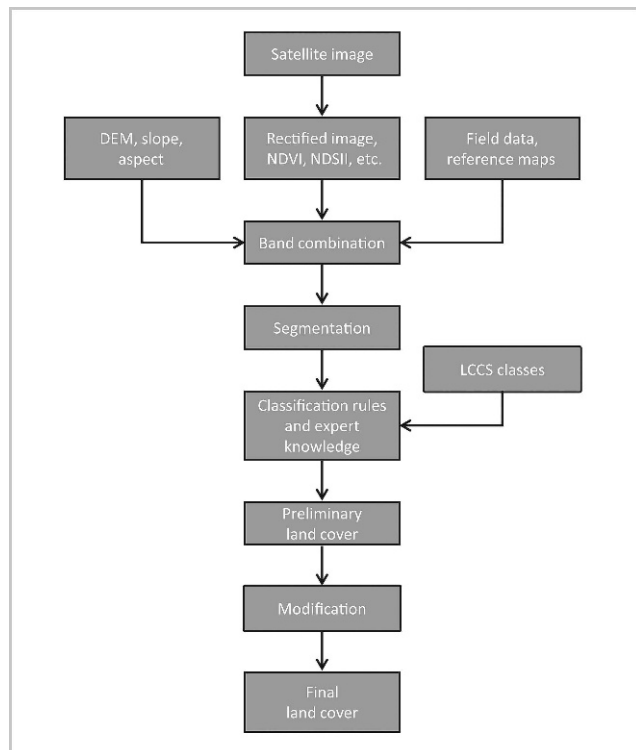 Satellite image
DEM, slope,
aspect
Rectified image,
NDVI, NDSII, etc.
Field data,
reference maps
Band combination
Segmentation
LCCS classes
Classification rules
and expert
knowledge
Preliminary
land cover
Modification
Final
land cover